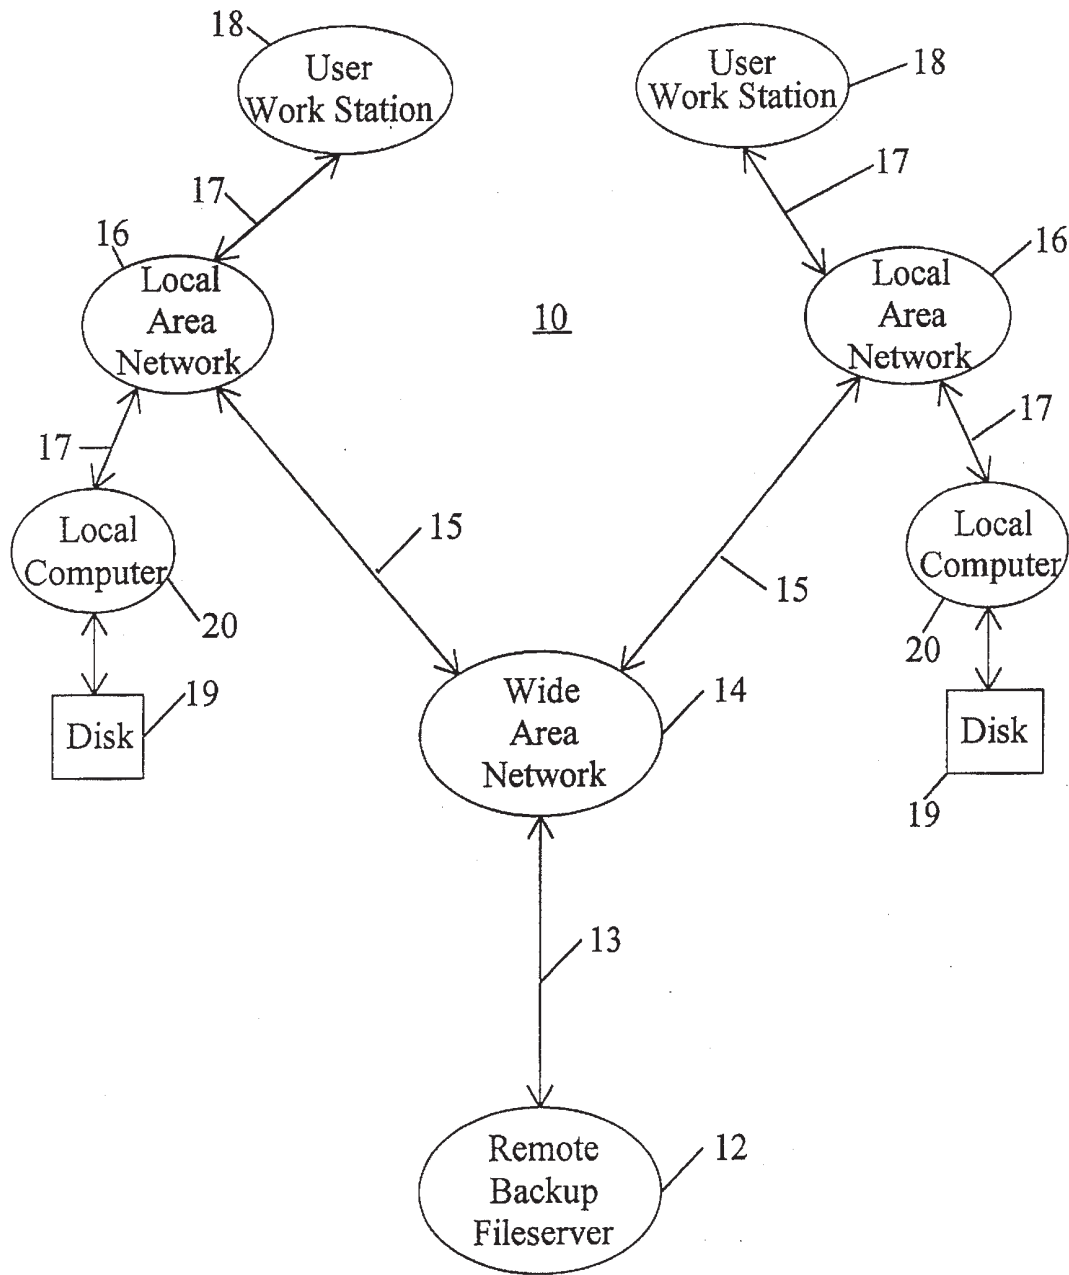 18
User
Work Station
User
Work Station
18
17
17
16
Local
Area
Network
10
16
Local
Area
Network
17
17
Local
Computer
20
15
15
Local
Computer
20
19
Disk
Wide
Area
Network
14
Disk
19
13
Remote
Backup
Fileserver
12